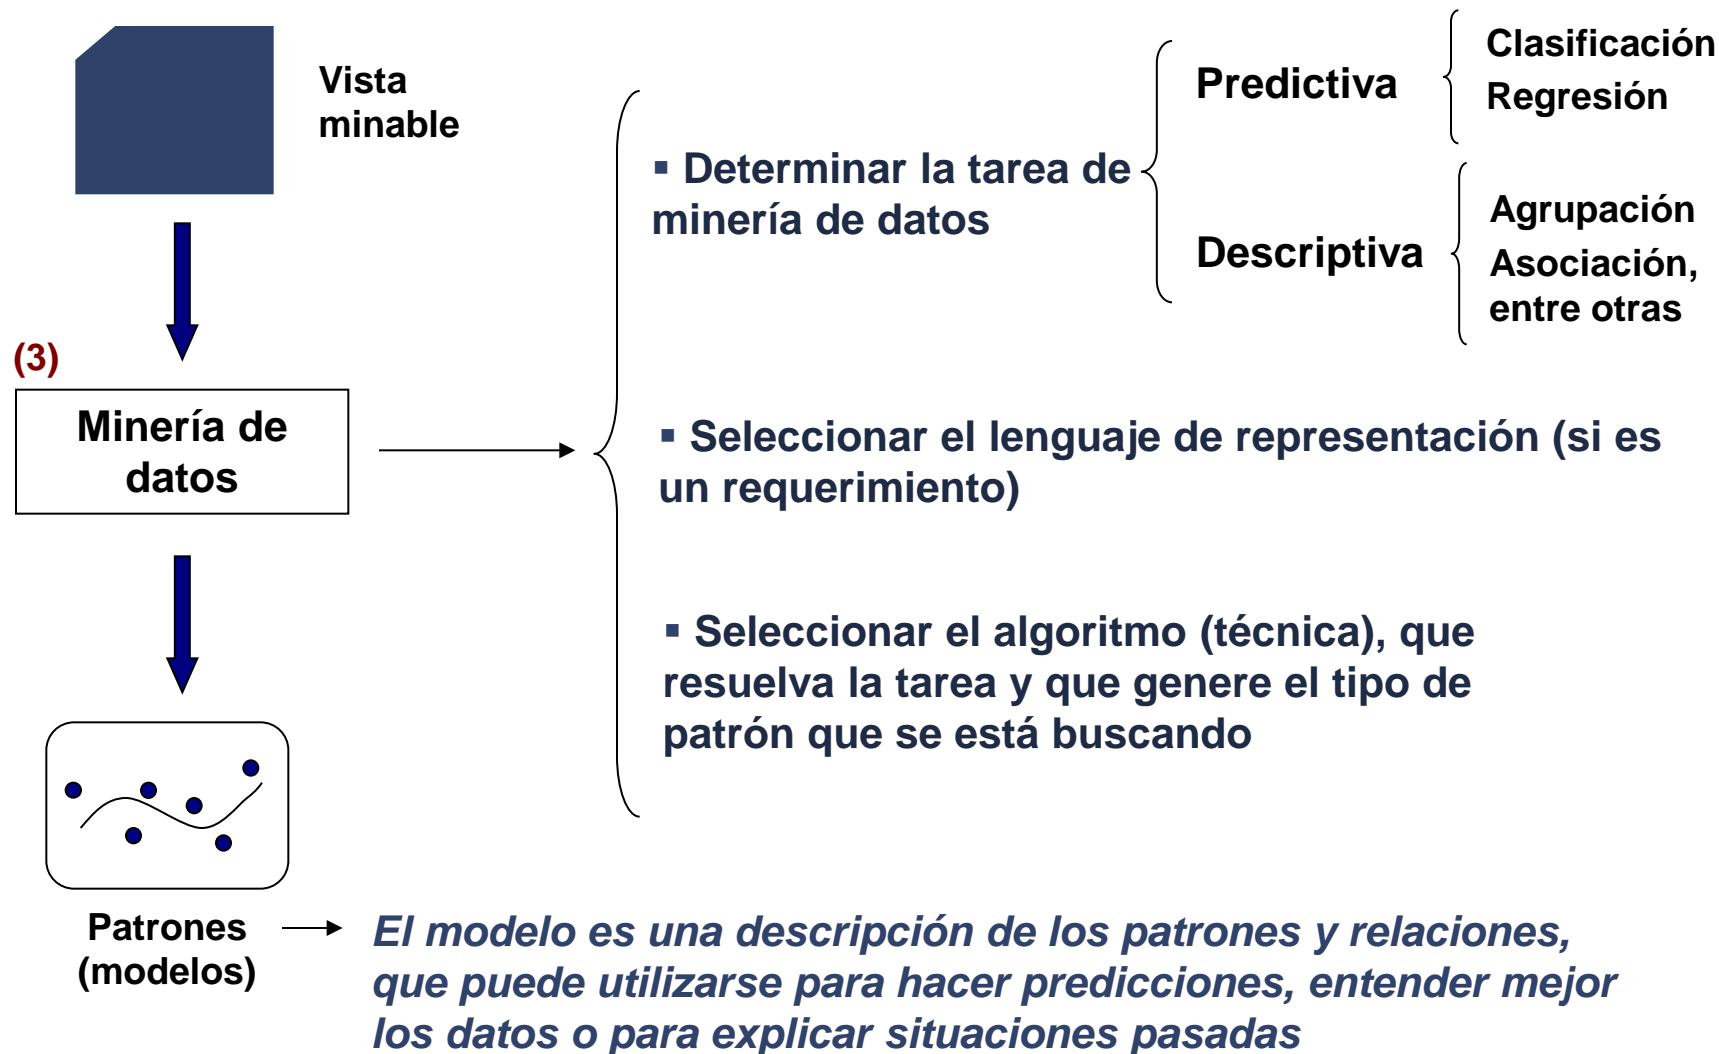 Vista
minable
(3)
Minería de
datos
▪ Determinar la tarea de
minería de datos
Predictiva
Clasificación
Regresión
Descriptiva
Agrupación
Asociación,
entre otras
▪ Seleccionar el lenguaje de representación (si es
un requerimiento)
▪ Seleccionar el algoritmo (técnica), que
resuelva la tarea y que genere el tipo de
patrón que se está buscando
Patrones
(modelos)
El modelo es una descripción de los patrones y relaciones,
que puede utilizarse para hacer predicciones, entender mejor
los datos o para explicar situaciones pasadas